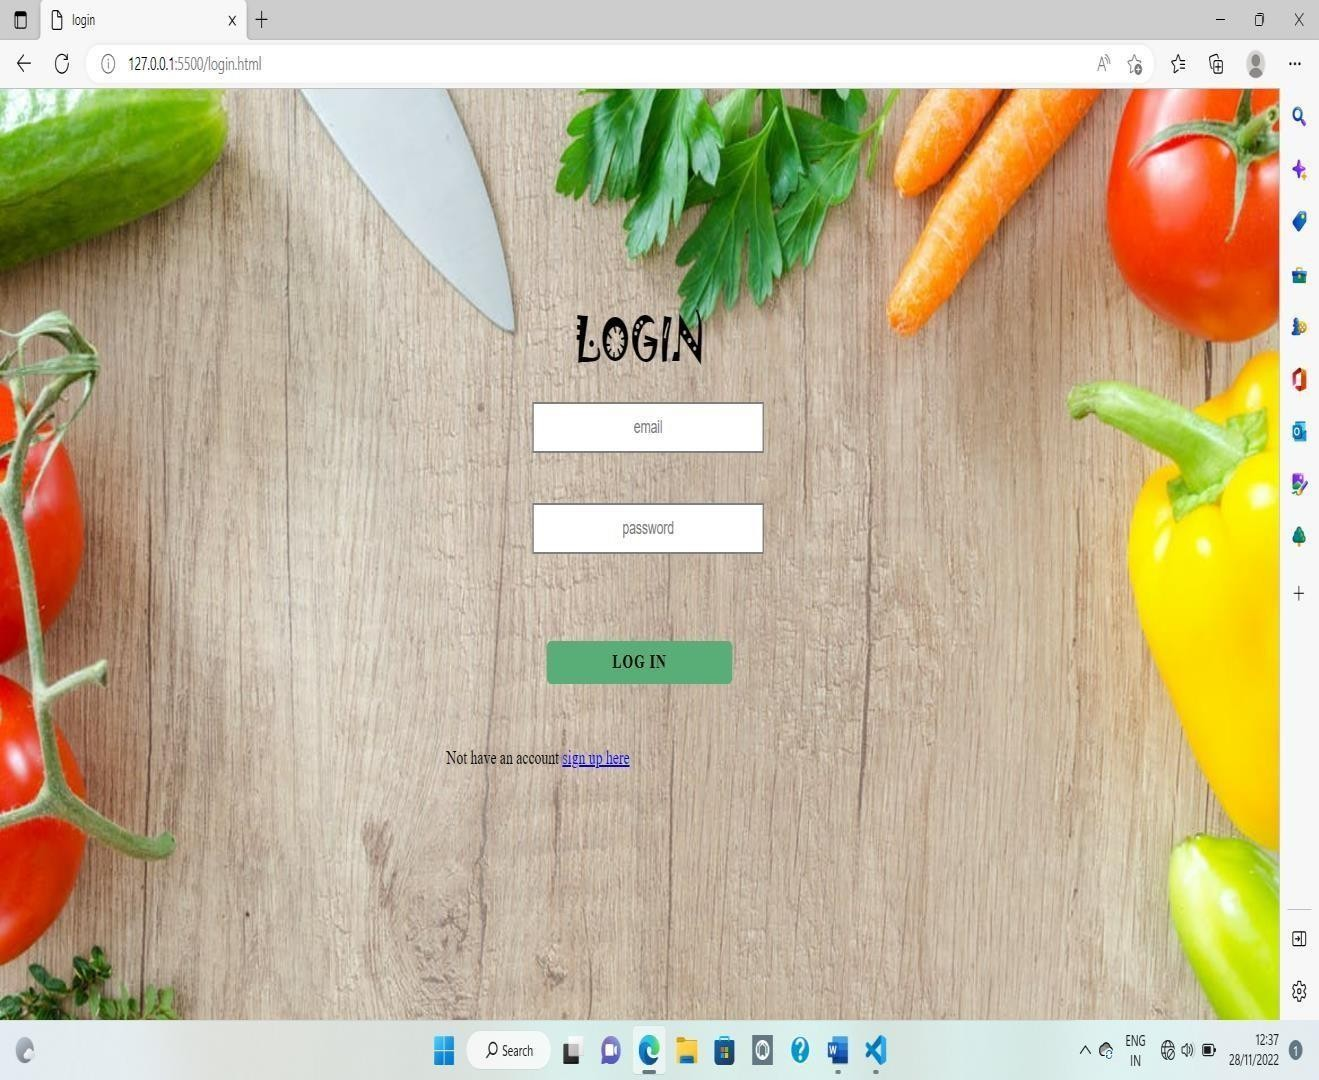 login
127.0.0.1:5500/login.html
LOGIN
email
password
LOG IN
Not have an account sign up here
Search
ENG
IN
12:37
28/11/2022
1